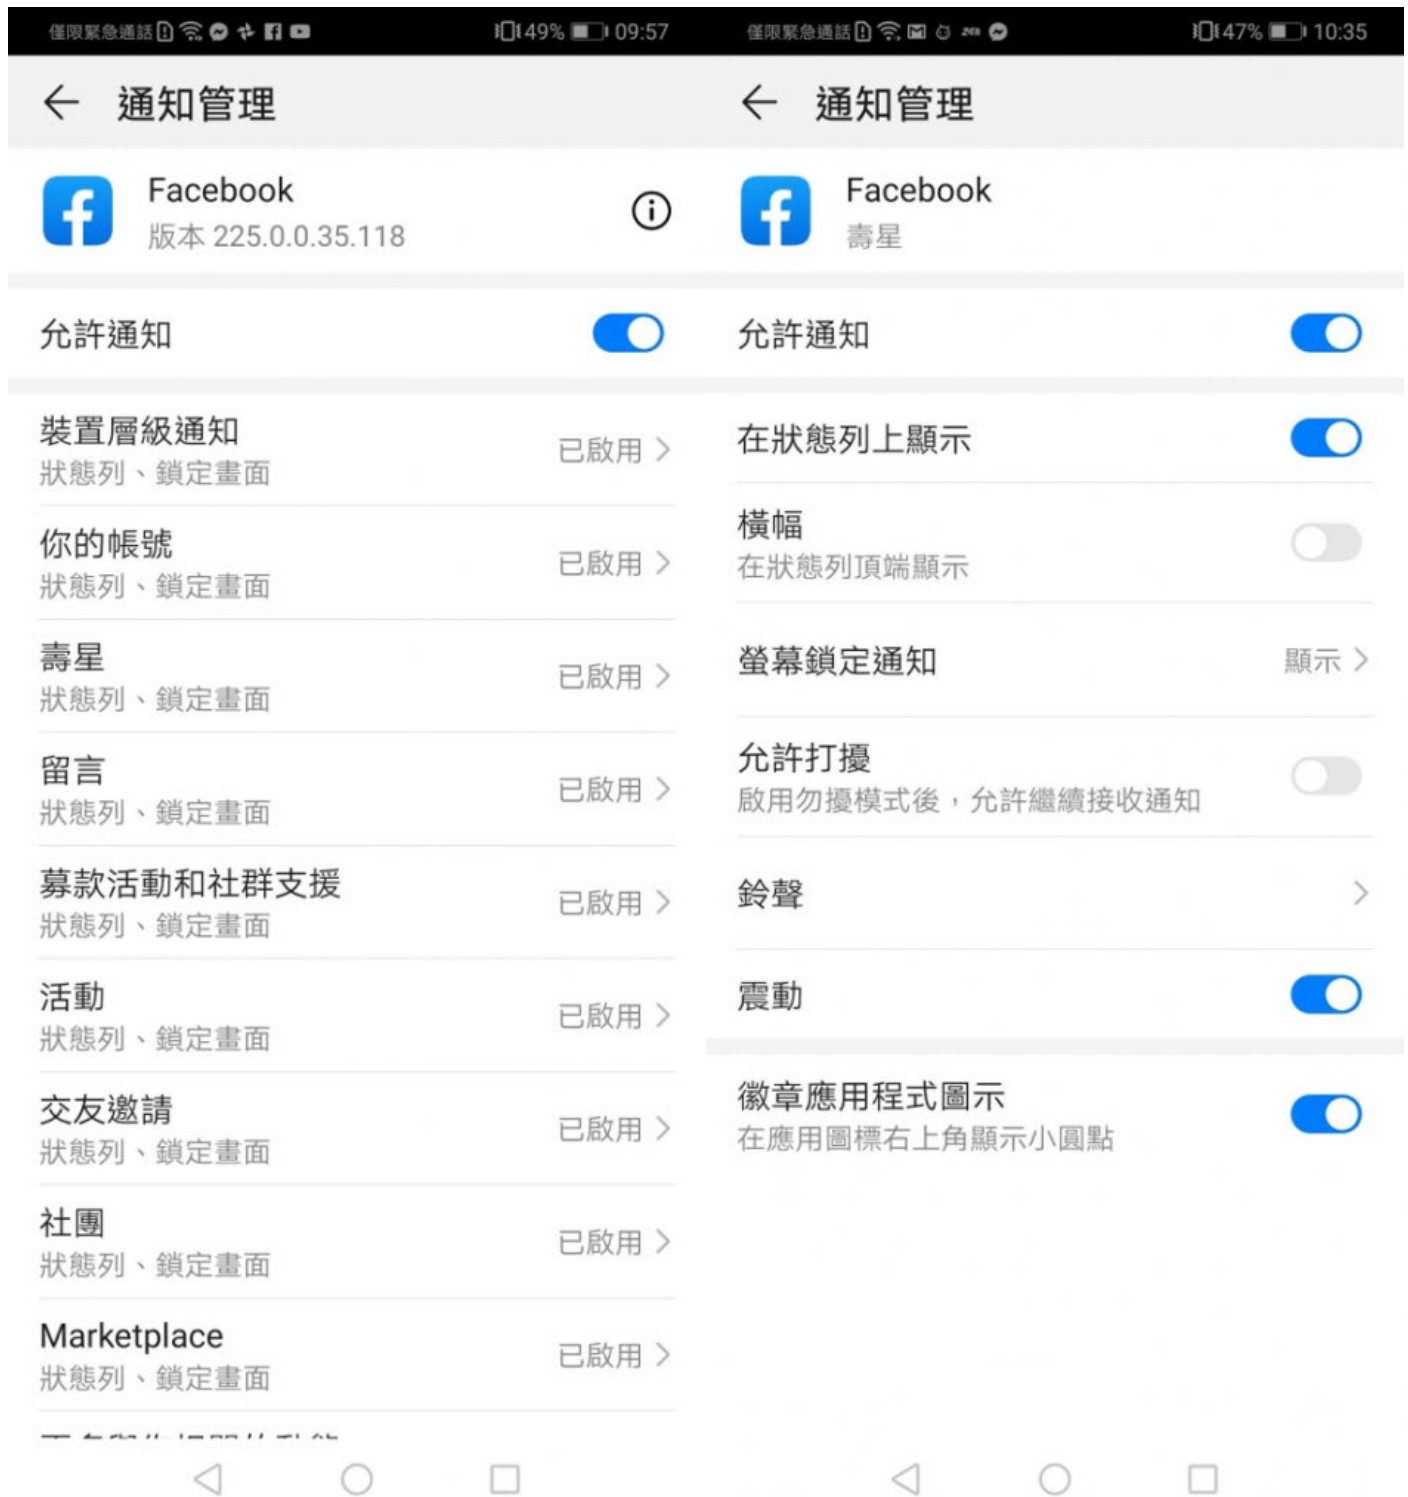 僅限緊急通話 49% 09:57
通知管理
Facebook
版本 225.0.0.35.118
允許通知
裝置層級通知
狀態列、鎖定畫面
已啟用
你的帳號
狀態列、鎖定畫面
已啟用
壽星
狀態列、鎖定畫面
已啟用
留言
狀態列、鎖定畫面
已啟用
募款活動和社群支援
狀態列、鎖定畫面
已啟用
活動
狀態列、鎖定畫面
已啟用
交友邀請
狀態列、鎖定畫面
已啟用
社團
狀態列、鎖定畫面
已啟用
Marketplace
狀態列、鎖定畫面
已啟用
僅限緊急通話 47% 10:35
通知管理
Facebook
壽星
允許通知
在狀態列上顯示
橫幅
在狀態列頂端顯示
螢幕鎖定通知
顯示
允許打擾
啟用勿擾模式後，允許繼續接收通知
鈴聲
震動
徽章應用程式圖示
在應用圖標右上角顯示小圓點